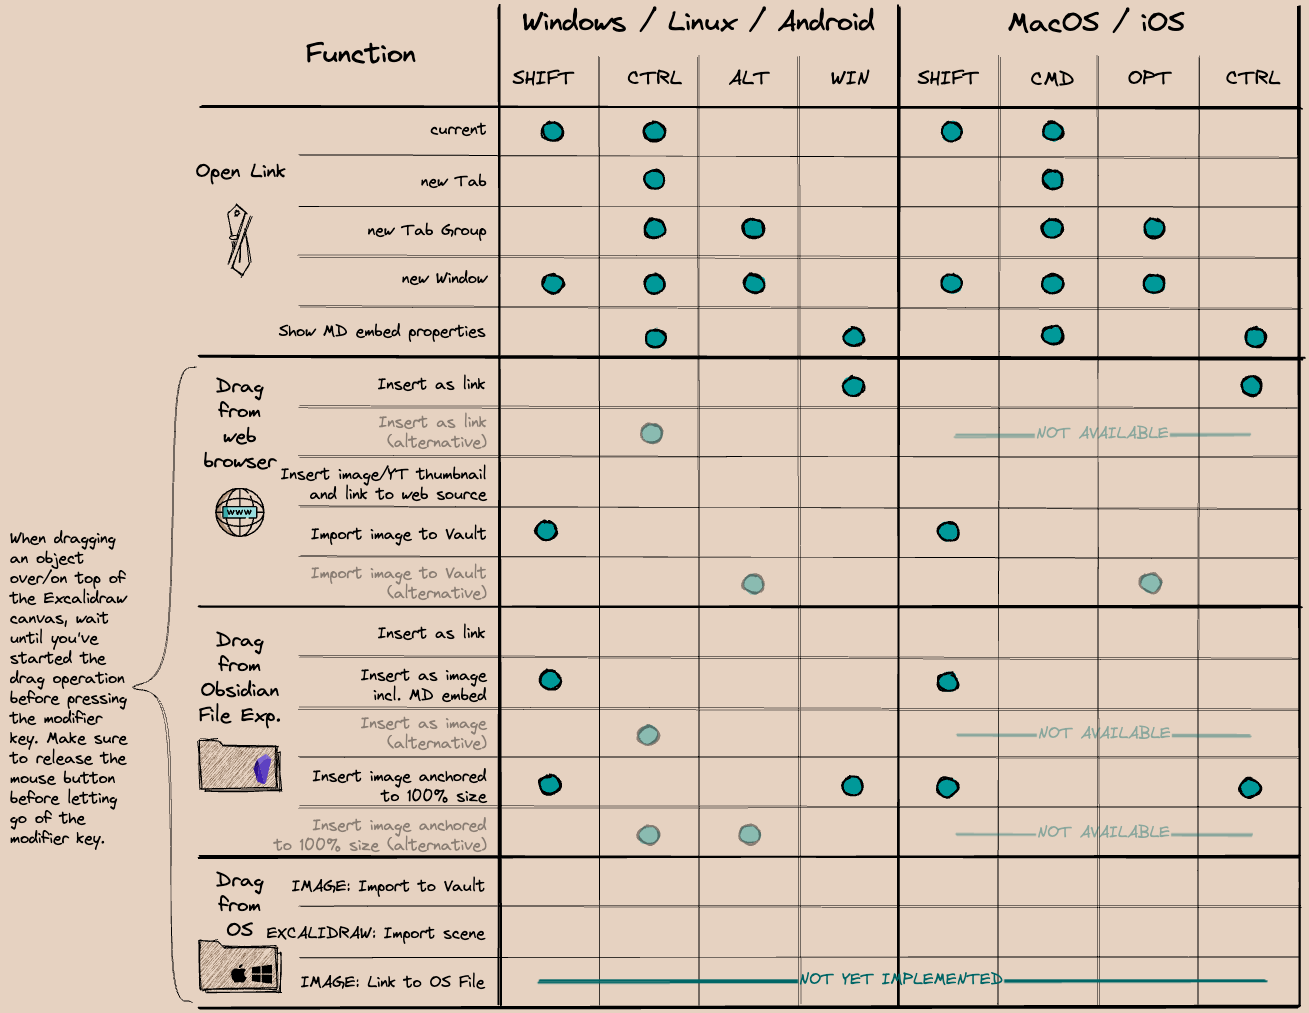 Function
Windows / Linux / Android
MacOS / iOS
SHIFT
CTRL
ALT
WIN
SHIFT
CMD
OPT
CTRL
Open Link
current
new Tab
new Tab Group
new Window
Show MD embed properties
Drag
from
web
browser
www
Insert as link
Insert as link
(alternative)
NOT AVAILABLE
Insert image/YT thumbnail
and link to web source
Import image to Vault
Import image to Vault
(alternative)
When dragging
an object
over/on top of
the Excalidraw
canvas, wait
until you've
started the
drag operation
before pressing
the modifier
key. Make sure
to release the
mouse button
before letting
go of the
modifier key.
Drag
from
Obsidian
File Exp.
Insert as link
Insert as image
incl. MD embed
Insert as image
(alternative)
NOT AVAILABLE
Insert image anchored
to 100% size
Insert image anchored
to 100% size (alternative)
NOT AVAILABLE
Drag
from
OS
IMAGE: Import to Vault
EXCALIDRAW: Import scene
IMAGE: Link to OS File
NOT YET IMPLEMENTED